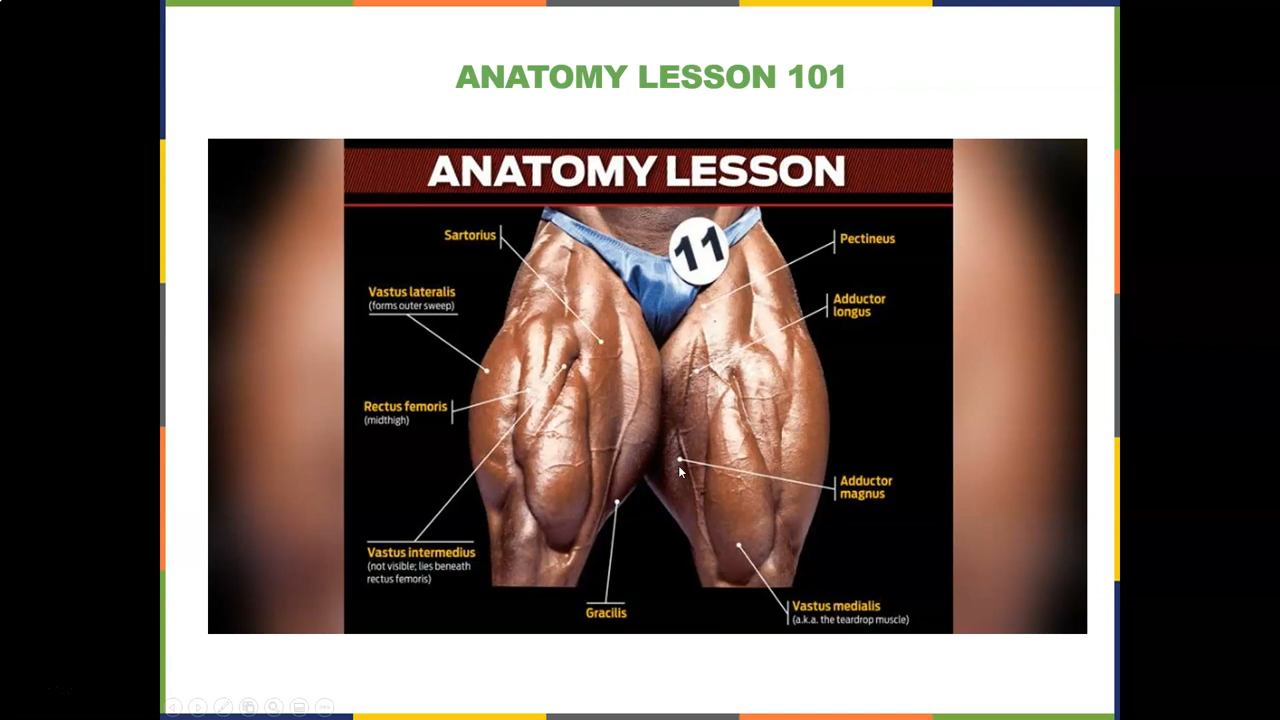 ANATOMY LESSON 101
ANATOMY LESSON
11
Sartorius
Pectineus
Vastus lateralis
(forms outer sweep)
Adductor
longus
Rectus femoris
(midthigh)
Adductor
magnus
Vastus intermedius
(not visible; lies beneath
rectus femoris)
Gracilis
Vastus medialis
(a.k.a. the teardrop muscle)